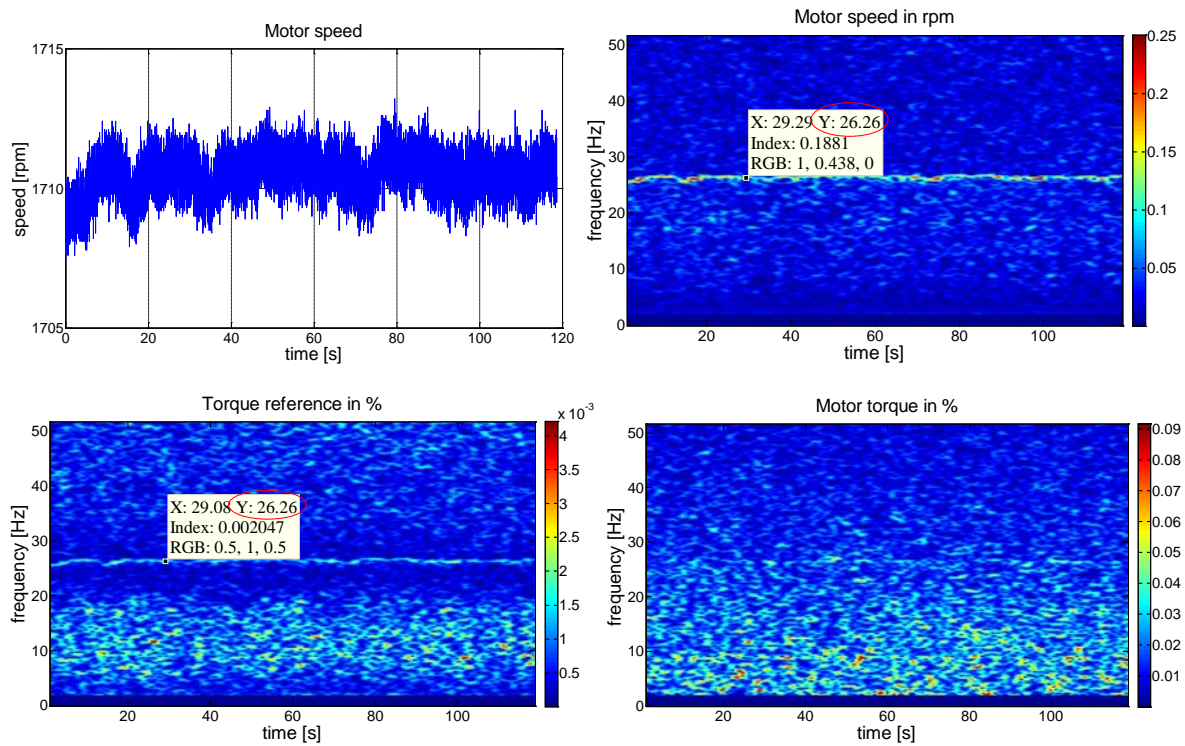 Motor speed
1715
1710
1705
speed [rpm]
0 20 40 60 80 100 120
time [s]
Motor speed in rpm
50
40
30
20
10
0
frequency [Hz]
X: 29.29 Y: 26.26
Index: 0.1881
RGB: 1, 0.438, 0
20 40 60 80 100
time [s]
0.25
0.2
0.15
0.1
0.05
Torque reference in %
50
40
30
20
10
0
frequency [Hz]
X: 29.08 Y: 26.26
Index: 0.002047
RGB: 0.5, 1, 0.5
20 40 60 80 100
time [s]
x 10-3
4
3.5
3
2.5
2
1.5
1
0.5
Motor torque in %
50
40
30
20
10
0
frequency [Hz]
20 40 60 80 100
time [s]
0.09
0.08
0.07
0.06
0.05
0.04
0.03
0.02
0.01